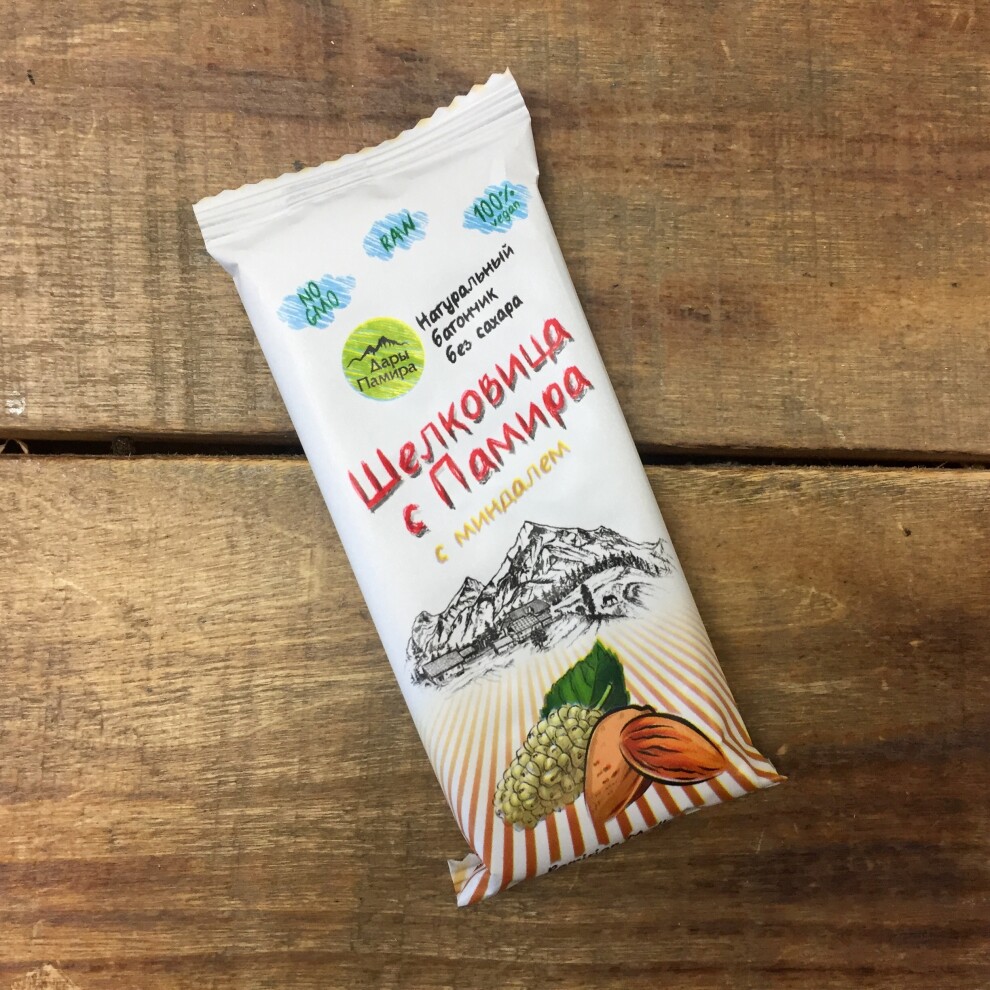 NO
GMO
RAW
100%
vegan
Дары
Памира
Натуральный
батончик
без сахара
Шелковица
с Памира
с миндалем